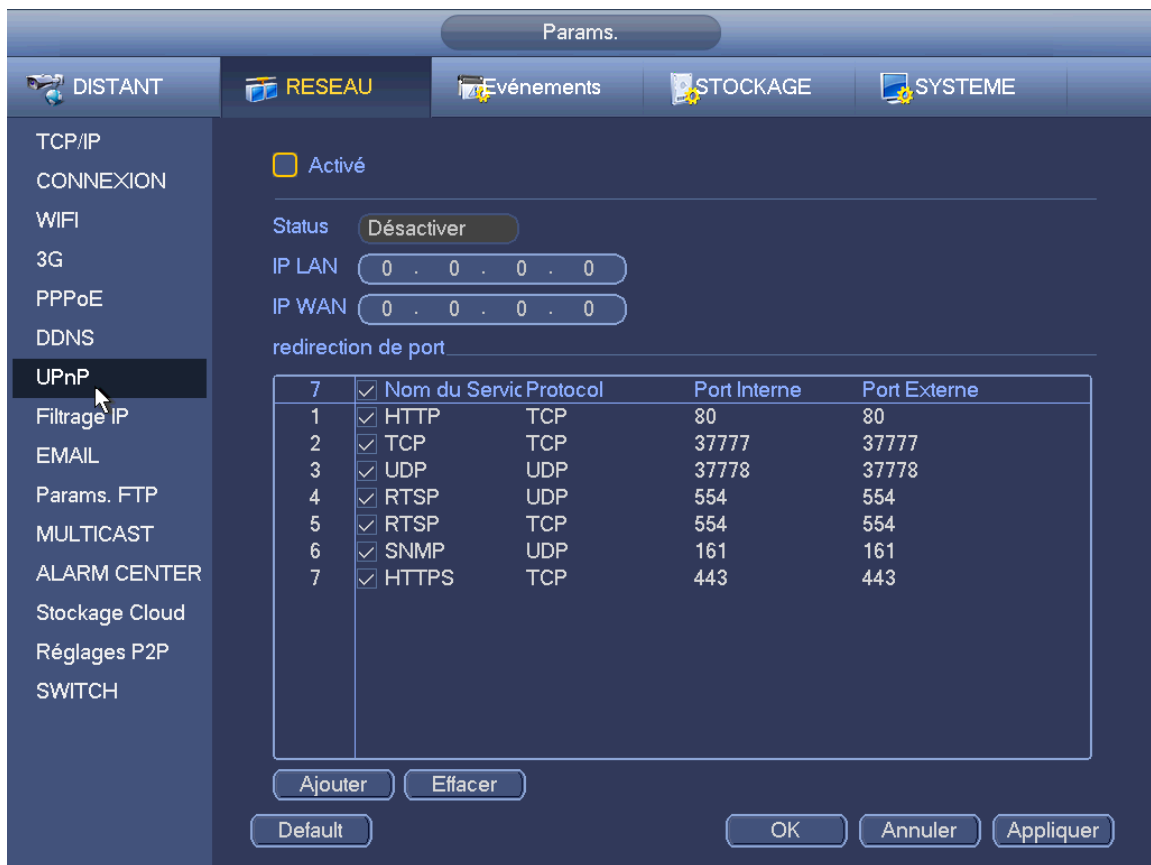 Params.
DISTANT RESEAU Evénements STOCKAGE SYSTEME
TCP/IP
CONNEXION
WIFI
3G
PPPoE
DDNS
UPnP
Filtrage IP
EMAIL
Params. FTP
MULTICAST
ALARM CENTER
Stockage Cloud
Réglages P2P
SWITCH
Activé
Status Désactiver
IP LAN 0 . 0 . 0 . 0
IP WAN 0 . 0 . 0 . 0
redirection de port
7 Nom du Servic Protocol Port Interne Port Externe
1 HTTP TCP 80 80
2 TCP TCP 37777 37777
3 UDP UDP 37778 37778
4 RTSP UDP 554 554
5 RTSP TCP 554 554
6 SNMP UDP 161 161
7 HTTPS TCP 443 443
Ajouter Effacer
Default OK Annuler Appliquer